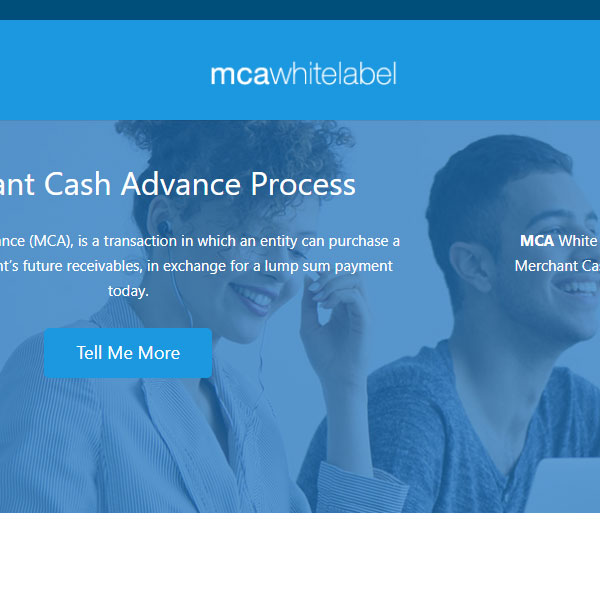 mcawhitelabel
ant Cash Advance Process
ance (MCA), is a transaction in which an entity can purchase a
nt's future receivables, in exchange for a lump sum payment
today.
Tell Me More
MCA White
Merchant Cas